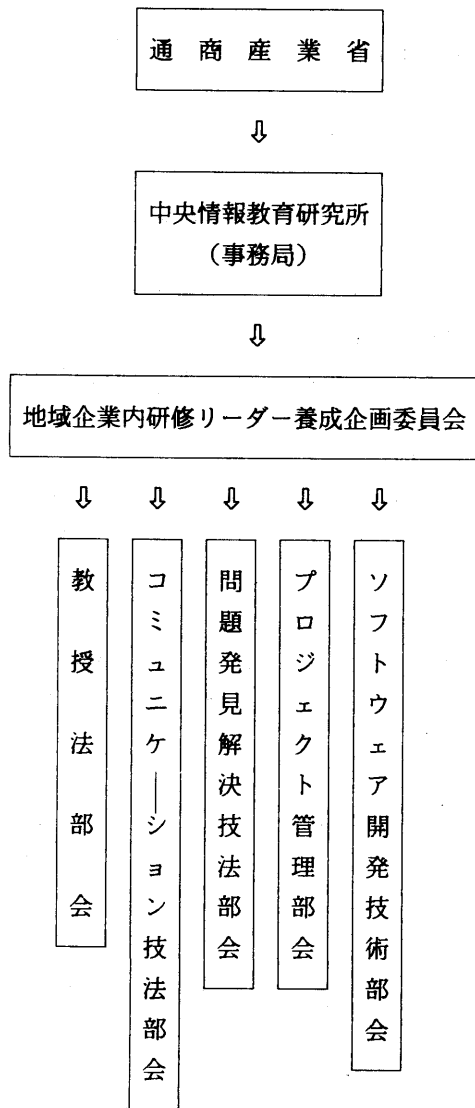 通商産業省
中央情報教育研究所
（事務局）
地域企業内研修リーダー養成企画委員会
教授法部会
コミュニケーション技法部会
問題発見解決技法部会
プロジェクト管理部会
ソフトウェア開発技術部会